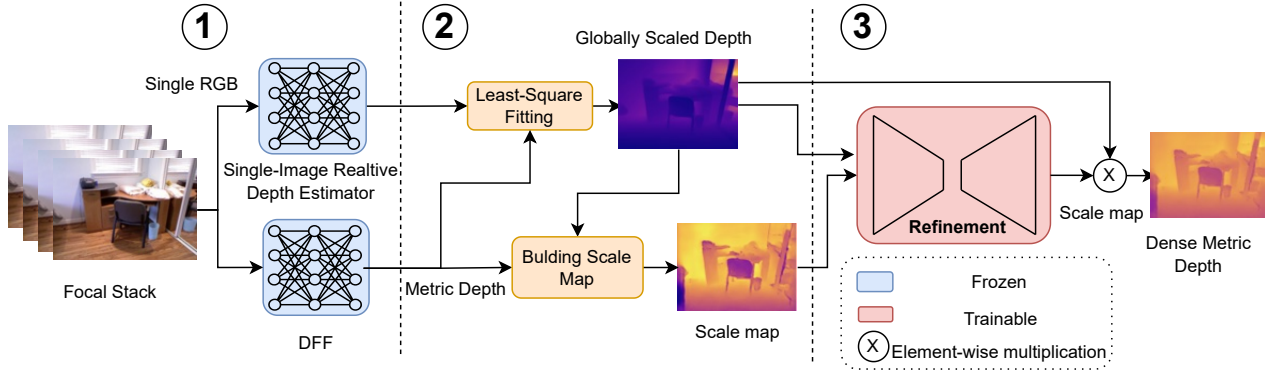 1
2
3
Single RGB
Globally Scaled Depth
Least-Square
Fitting
Single-Image Realtive
Depth Estimator
Focal Stack
DFF
Metric Depth
Bulding Scale
Map
Scale map
Refinement
Scale map
X
Dense Metric
Depth
Frozen
Trainable
X Element-wise multiplication